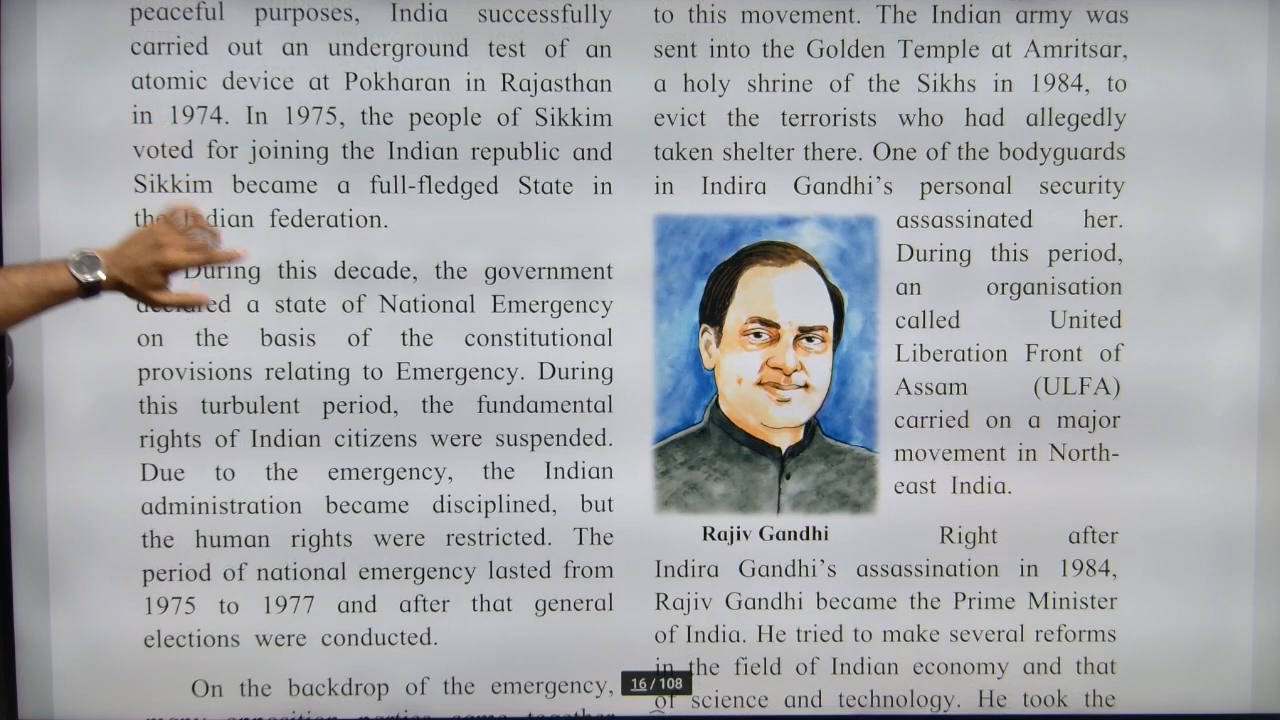 peaceful purposes, India successfully
carried out an underground test of an
atomic device at Pokharan in Rajasthan
in 1974. In 1975, the people of Sikkim
voted for joining the Indian republic and
Sikkim became a full-fledged State in
the Indian federation.
During this decade, the government
declared a state of National Emergency
on the basis of the constitutional
provisions relating to Emergency. During
this turbulent period, the fundamental
rights of Indian citizens were suspended.
Due to the emergency, the Indian
administration became disciplined, but
the human rights were restricted. The
period of national emergency lasted from
1975 to 1977 and after that general
elections were conducted.
On the backdrop of the emergency,
many opposition parties came together
to this movement. The Indian army was
sent into the Golden Temple at Amritsar,
a holy shrine of the Sikhs in 1984, to
evict the terrorists who had allegedly
taken shelter there. One of the bodyguards
in Indira Gandhi's personal security
assassinated her.
During this period,
an organisation
called United
Liberation Front of
Assam (ULFA)
carried on a major
movement in North-
east India.
Rajiv Gandhi
Right after
Indira Gandhi's assassination in 1984,
Rajiv Gandhi became the Prime Minister
of India. He tried to make several reforms
in the field of Indian economy and that
of science and technology. He took the
16 / 108